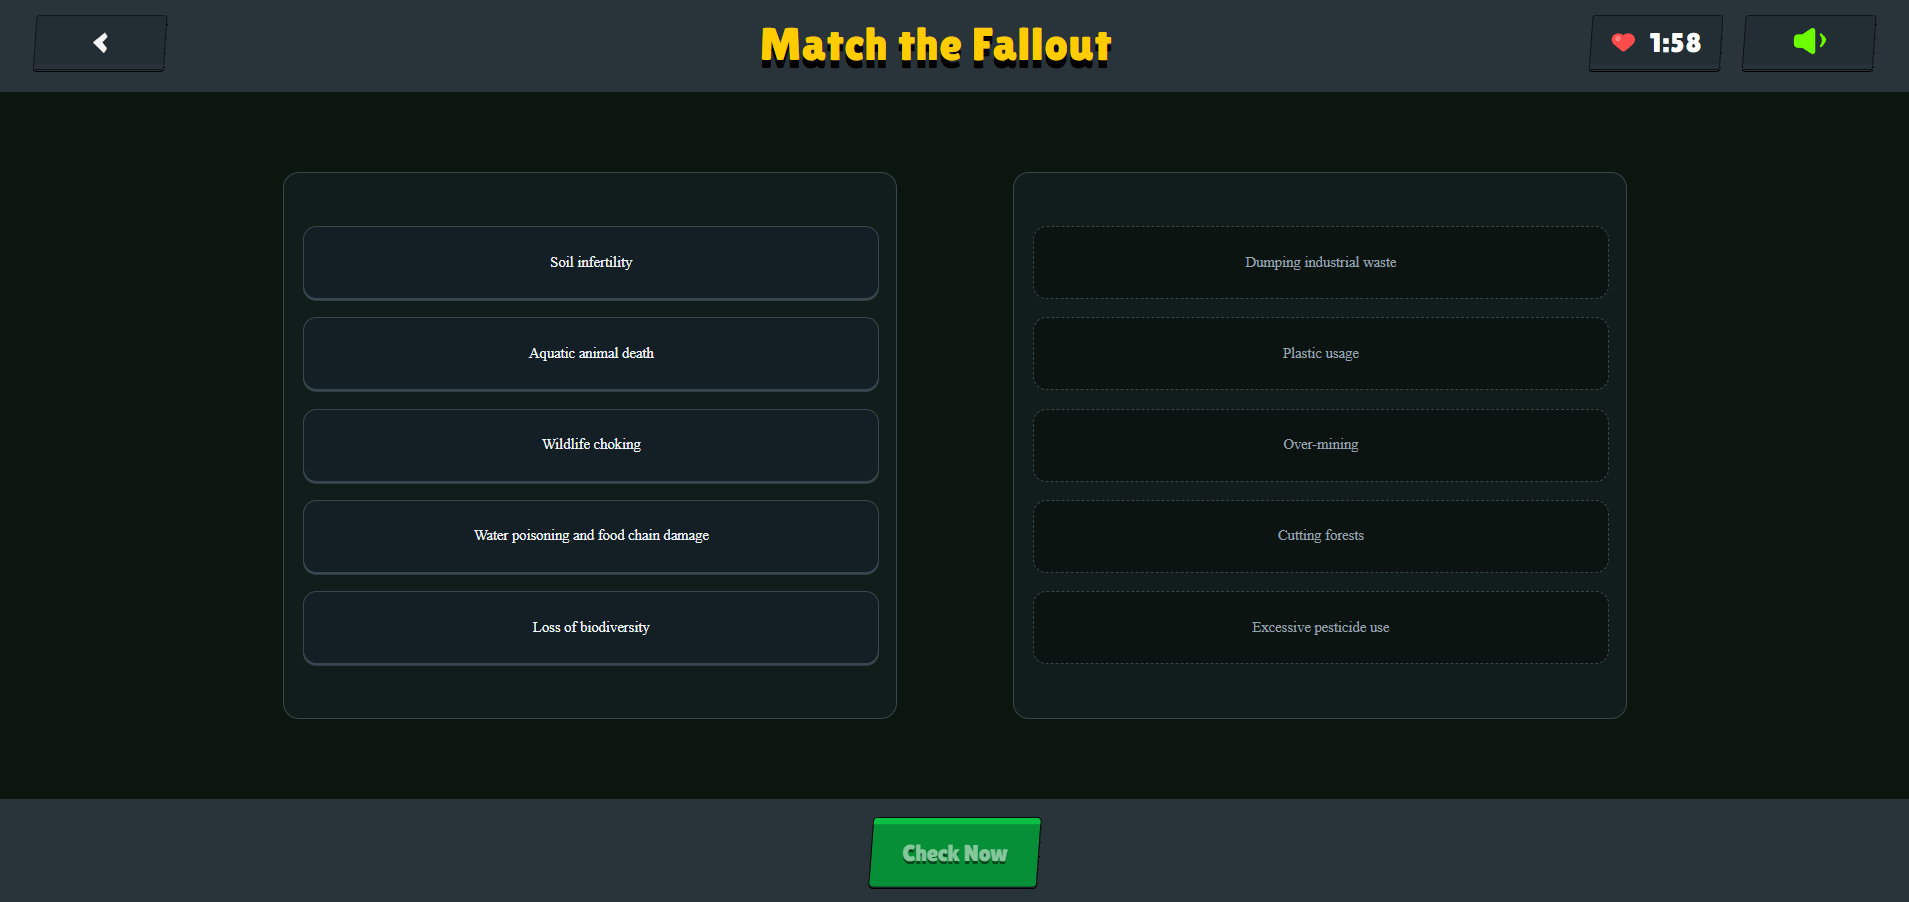 Match the Fallout
1:58
Soil infertility
Aquatic animal death
Wildlife choking
Water poisoning and food chain damage
Loss of biodiversity
Dumping industrial waste
Plastic usage
Over-mining
Cutting forests
Excessive pesticide use
Check Now